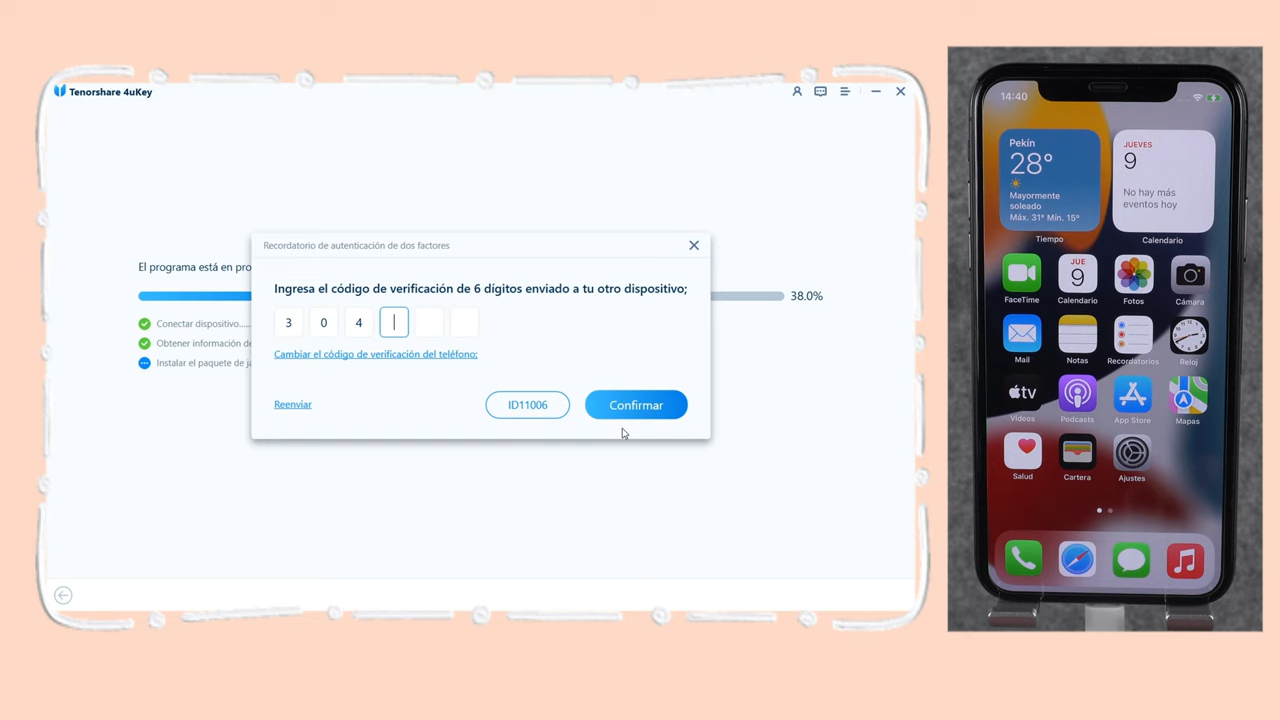 Tenorshare 4uKey
El programa está en pro
38.0%
Conectar dispositivo.....
Obtener información de
Instalar el paquete de ja
Recordatorio de autenticación de dos factores
Ingresa el código de verificación de 6 dígitos enviado a tu otro dispositivo;
3 0 4
Cambiar el código de verificación del teléfono;
Reenviar
ID11006
Confirmar
14:40
Pekín
28°
Mayormente
soleado
Máx. 31° Mín. 15°
Tiempo
JUEVES
9
No hay más
eventos hoy
Calendario
JUE
9
FaceTime
Calendario
Fotos
Cámara
Mail
Notas
Recordatorios
Reloj
tv
Vídeos
Podcasts
App Store
Mapas
Salud
Cartera
Ajustes